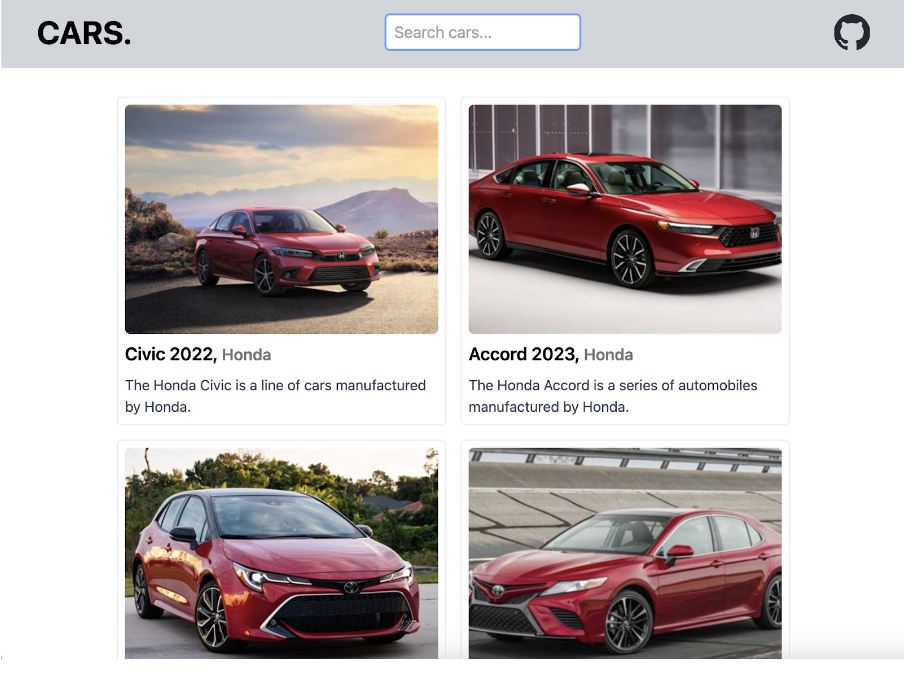 CARS.
Search cars...
Civic 2022, Honda
The Honda Civic is a line of cars manufactured
by Honda.
Accord 2023, Honda
The Honda Accord is a series of automobiles
manufactured by Honda.